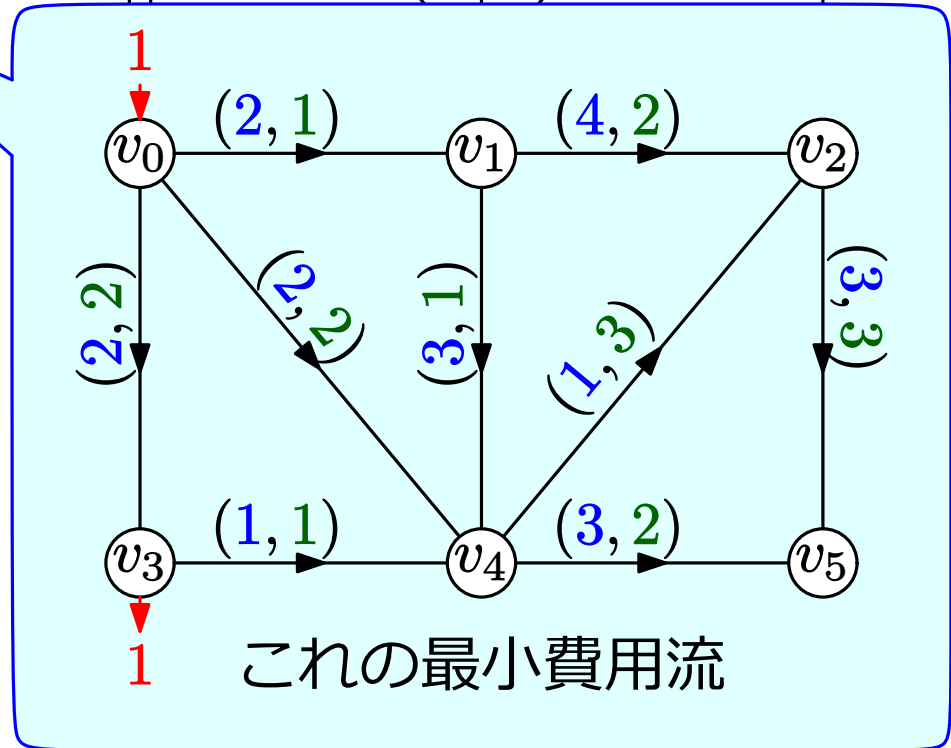 1
(2, 1)
(4, 2)
v0
v1
v2
(2, 2)
(2, 2)
(3, 1)
(1, 3)
(3, 3)
(1, 1)
(3, 2)
v3
v4
v5
1
これの最小費用流